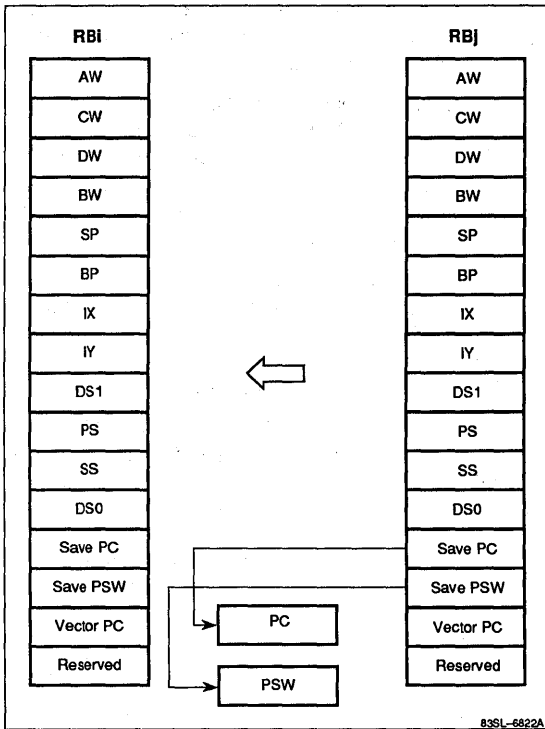 RBi
RBj
AW
AW
CW
CW
DW
DW
BW
BW
SP
SP
BP
BP
IX
IX
IY
IY
DS1
DS1
PS
PS
SS
SS
DS0
DS0
Save PC
Save PC
Save PSW
Save PSW
Vector PC
PC
Vector PC
Reserved
PSW
Reserved
83SL-6822A